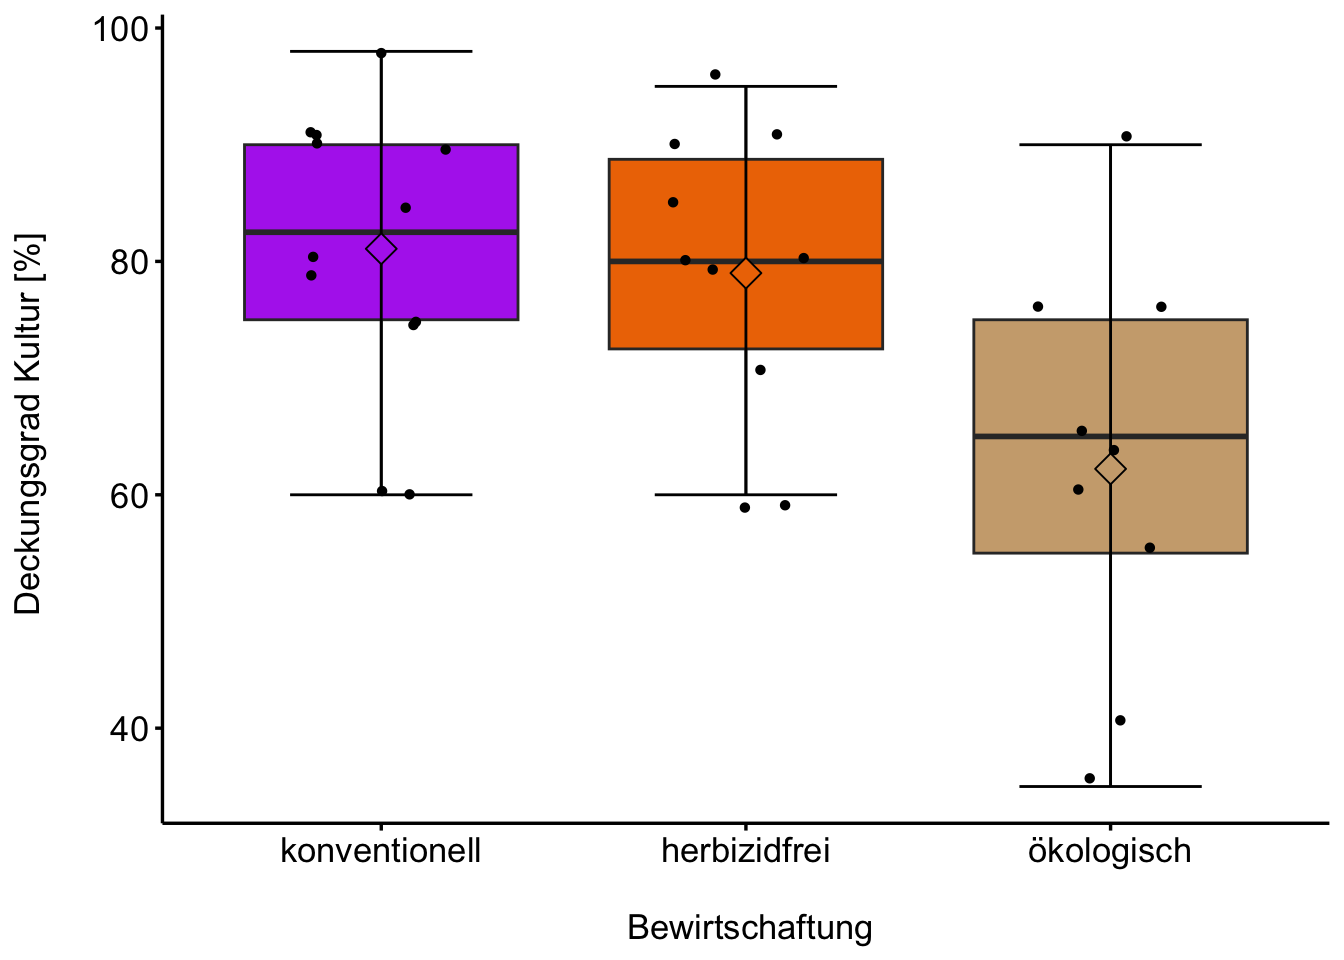 Deckungsgrad Kultur [%]
100
80
60
40
konventionell herbizidfrei ökologisch
Bewirtschaftung